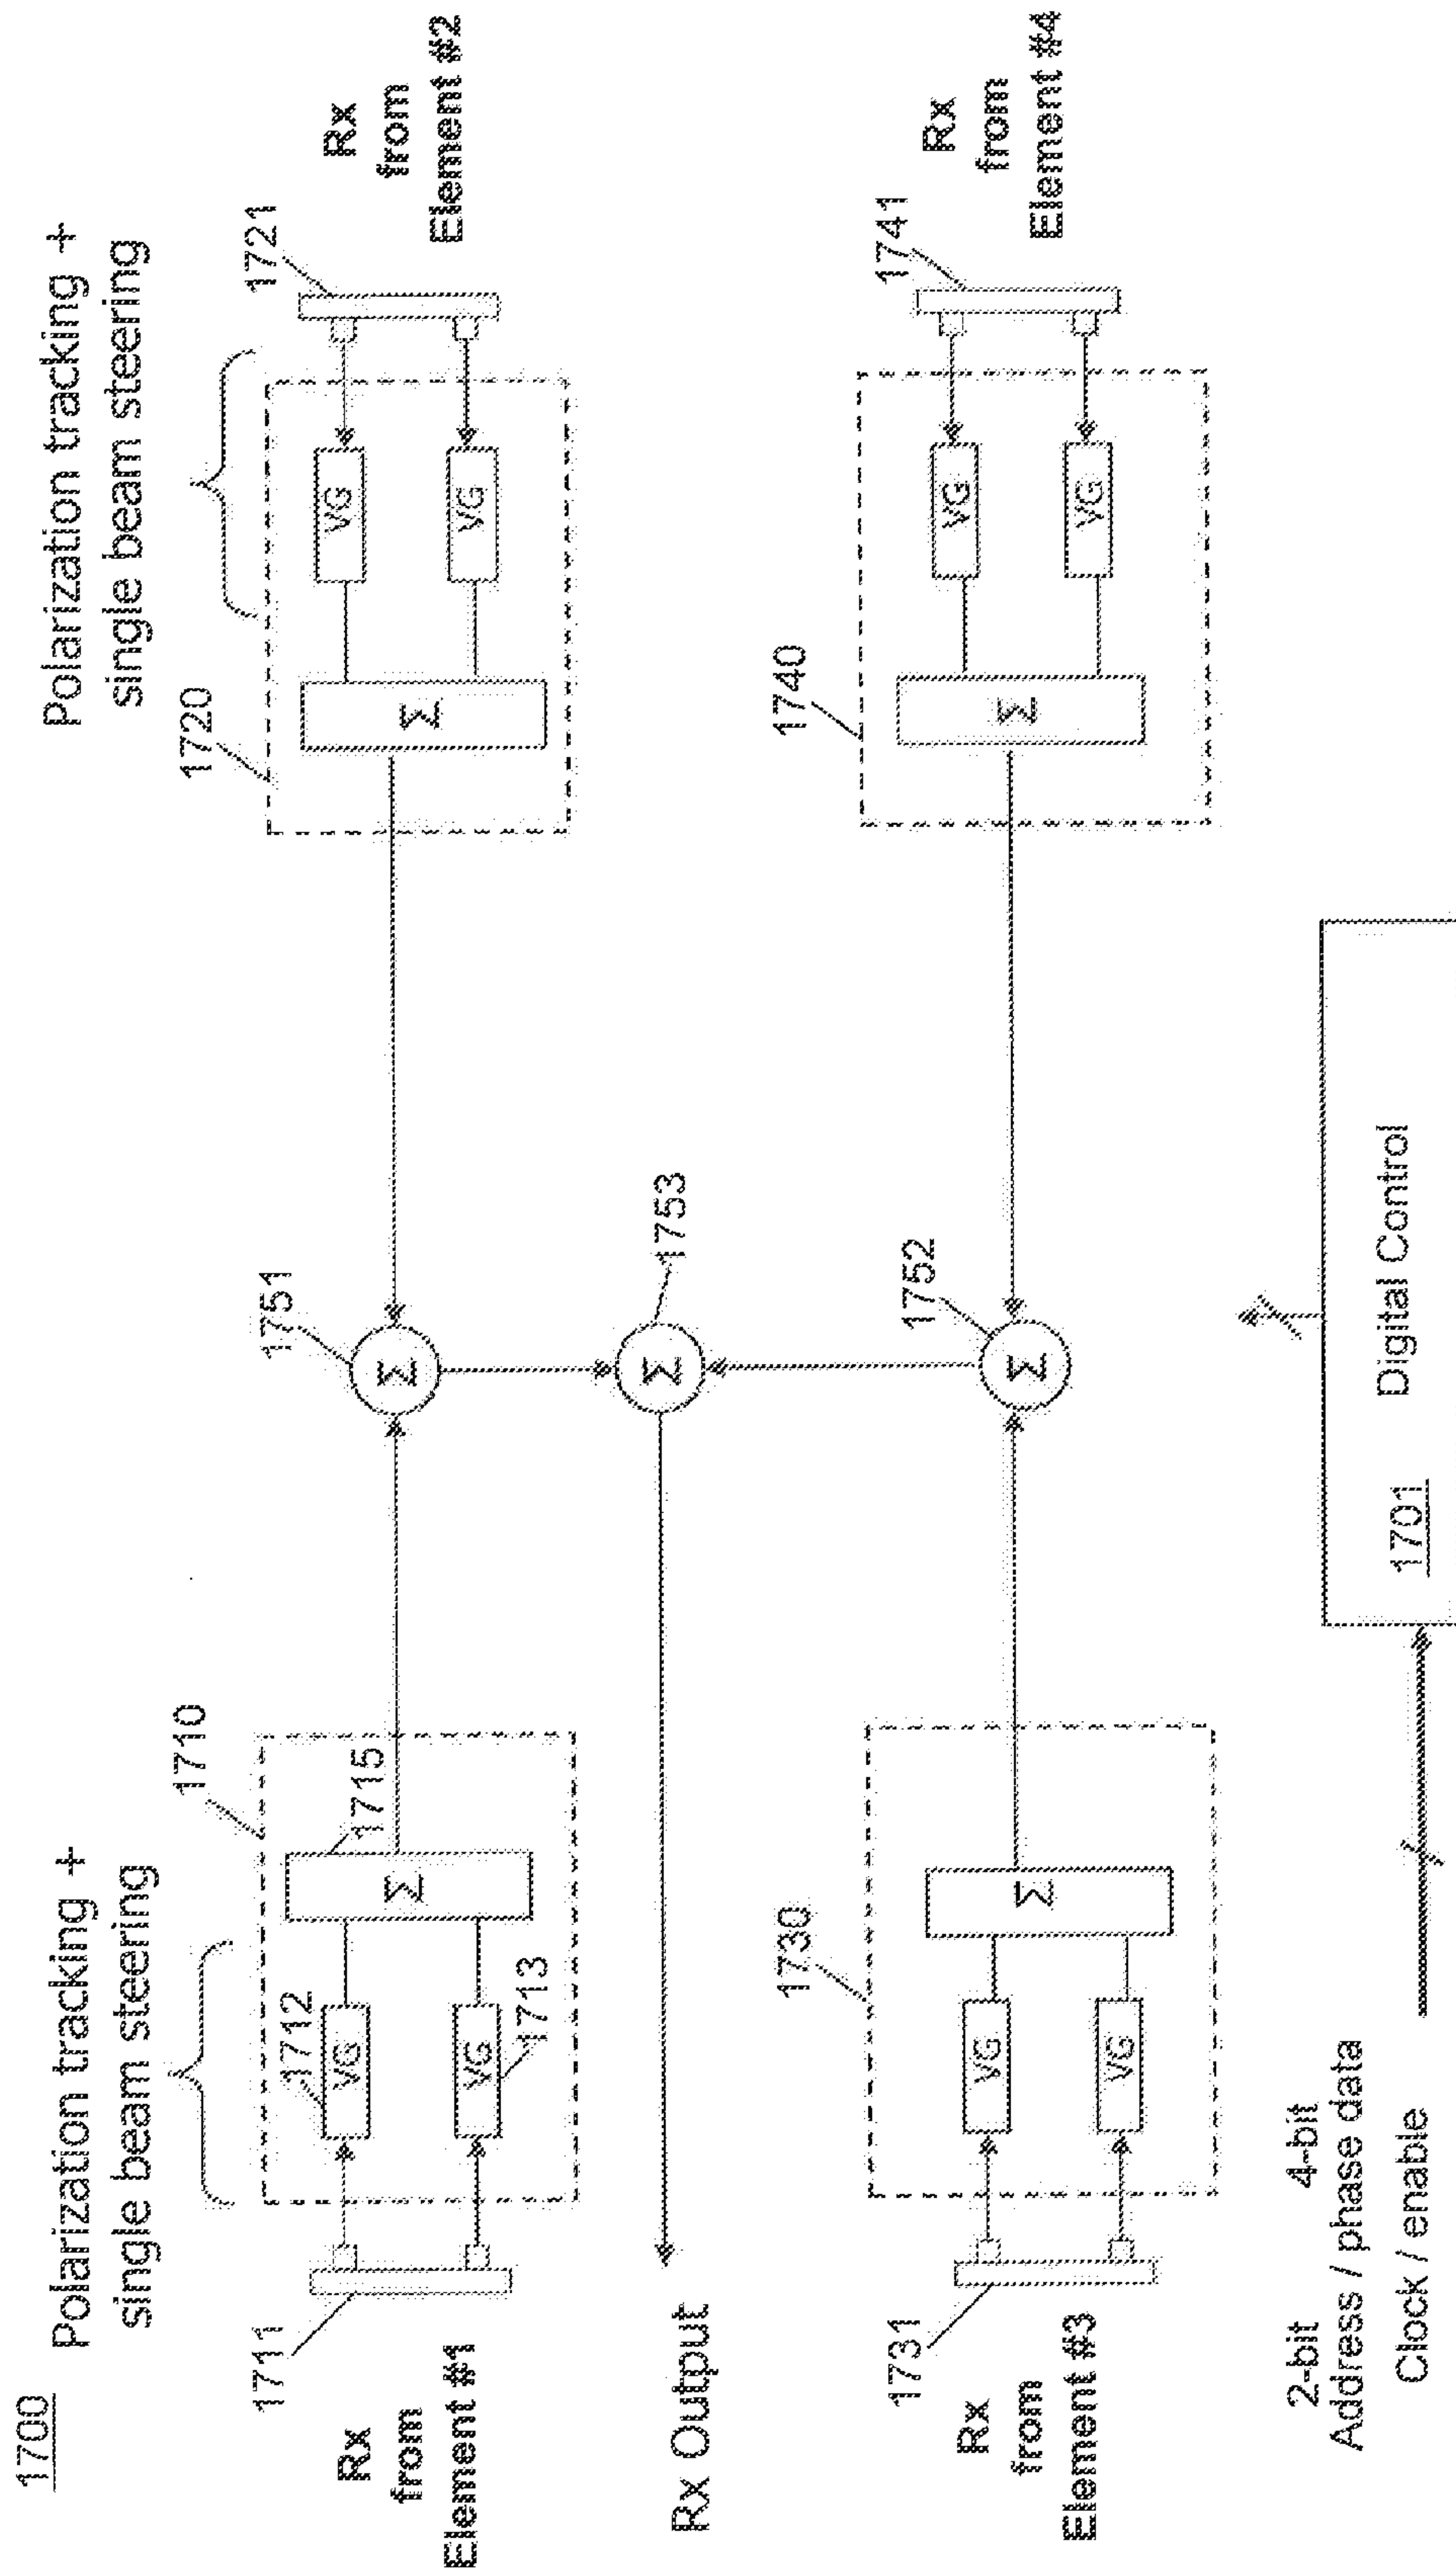 1700
Polarization tracking +
single beam steering
Polarization tracking +
single beam steering
1710
1720
1711
1712
VG
1715
Σ
1751
Σ
Σ
VG
1721
Rx
from
Element #1
VG
1713
VG
Rx
from
Element #2
Rx Output
Σ
1753
1731
1730
1752
1740
1741
Rx
from
Element #3
VG
VG
Σ
Σ
Σ
VG
VG
Rx
from
Element #4
2-bit 4-bit
Address / phase data
Clock / enable
Digital Control
1701